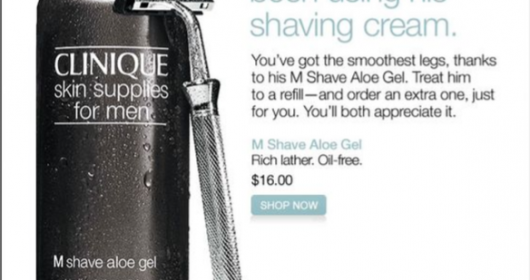 shaving cream.
You've got the smoothest legs, thanks
to his M Shave Aloe Gel. Treat him
to a refill—and order an extra one, just
for you. You'll both appreciate it.
M Shave Aloe Gel
Rich lather. Oil-free.
$16.00
SHOP NOW
CLINIQUE
skin supplies
for men
M shave aloe gel